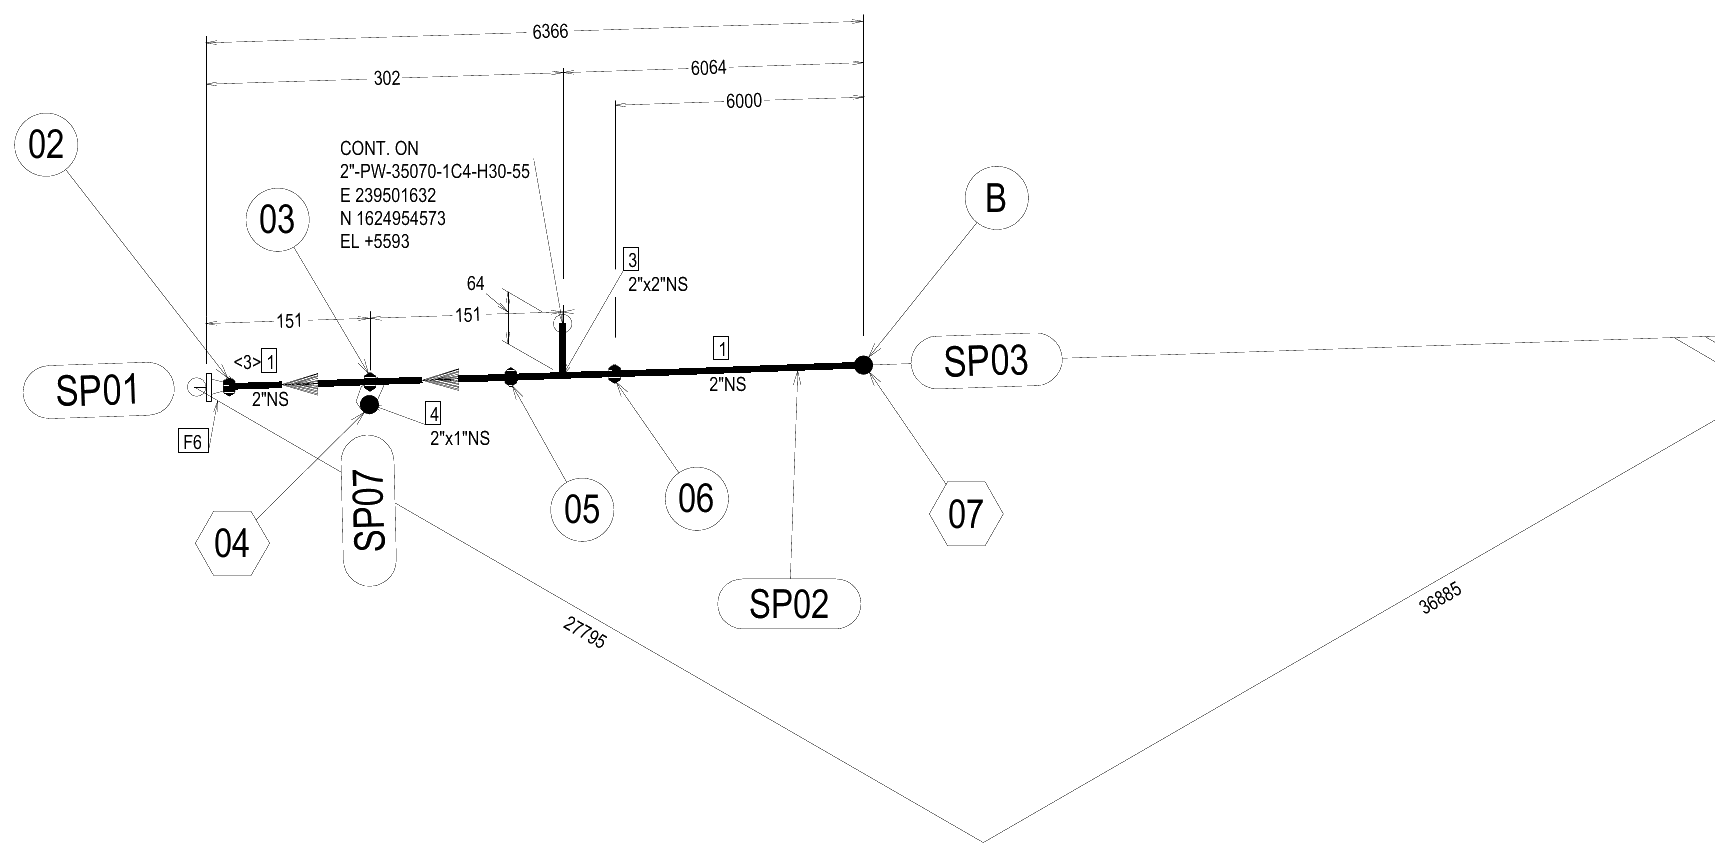 6366
302
6064
6000
02
CONT. ON
2"-PW-35070-1C4-H30-55
E 239501632
N 1624954573
EL +5593
03
B
3
2"x2"NS
64
151
151
<3> 1
1
SP01
2"NS
2"NS
SP03
F6
4
2"x1"NS
SP07
04
05
06
07
SP02
27795
36885